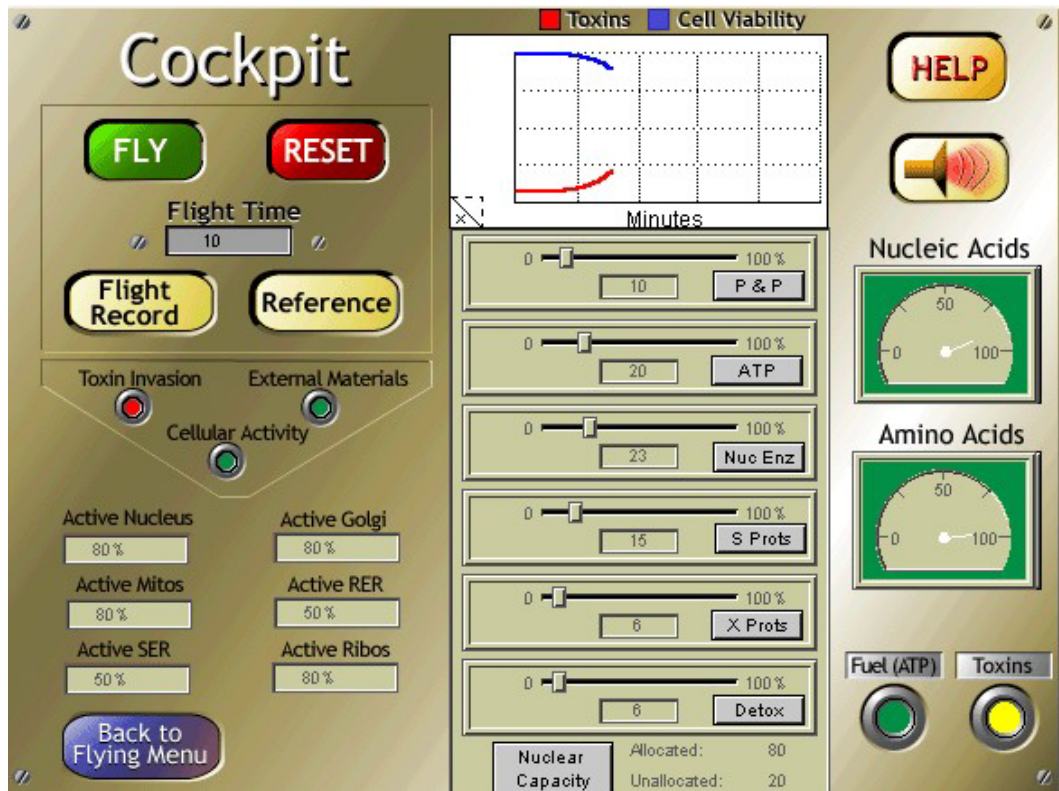 Toxins Cell Viability
Cockpit
HELP
FLY RESET
Flight Time
10
Flight Record
Reference
× Minutes
Toxin Invasion External Materials
Cellular Activity
Active Nucleus Active Golgi
80% 80%
Active Mitos Active RER
80% 50%
Active SER Active Ribos
50% 80%
Back to
Flying Menu
0 100%
10 P & P
0 100%
20 ATP
0 100%
23 Nuc Enz
0 100%
15 S Prots
0 100%
6 X Prots
0 100%
6 Detox
Nuclear
Capacity
Allocated: 80
Unallocated: 20
Nucleic Acids
50
0 100
Amino Acids
50
0 100
Fuel (ATP) Toxins